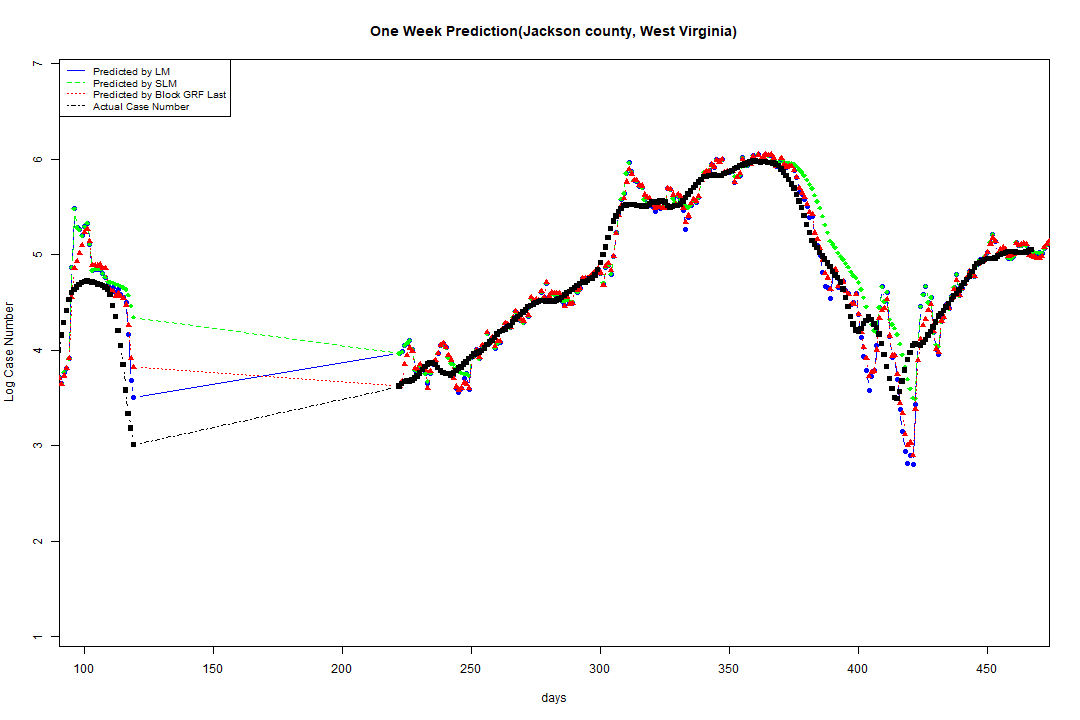 One Week Prediction(Jackson county, West Virginia)
Predicted by LM
Predicted by SLM
Predicted by Block GRF Last
Actual Case Number
Log Case Number
7
6
5
4
3
2
1
100 150 200 250 300 350 400 450
days